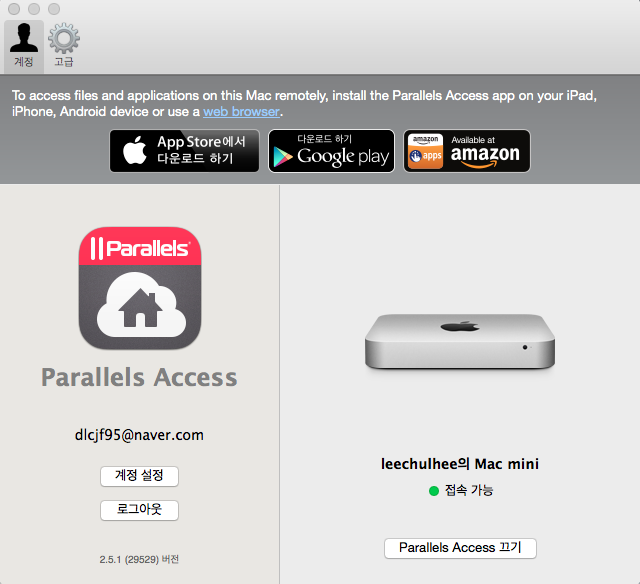 계정
고급
To access files and applications on this Mac remotely, install the Parallels Access app on your iPad,
iPhone, Android device or use a web browser.
App Store에서
다운로드 하기
다운로드 하기
Google play
amazon
apps
Available at
amazon
Parallels®
Parallels Access
dlcjf95@naver.com
계정 설정
로그아웃
2.5.1 (29529) 버전
leechulhee의 Mac mini
접속 가능
Parallels Access 끄기